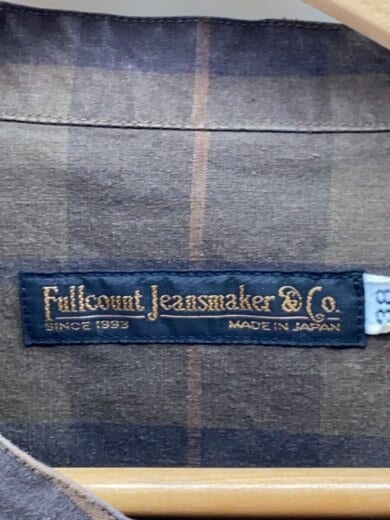 Fullcount Jeansmaker & Co.
SINCE 1993 MADE IN JAPAN
38